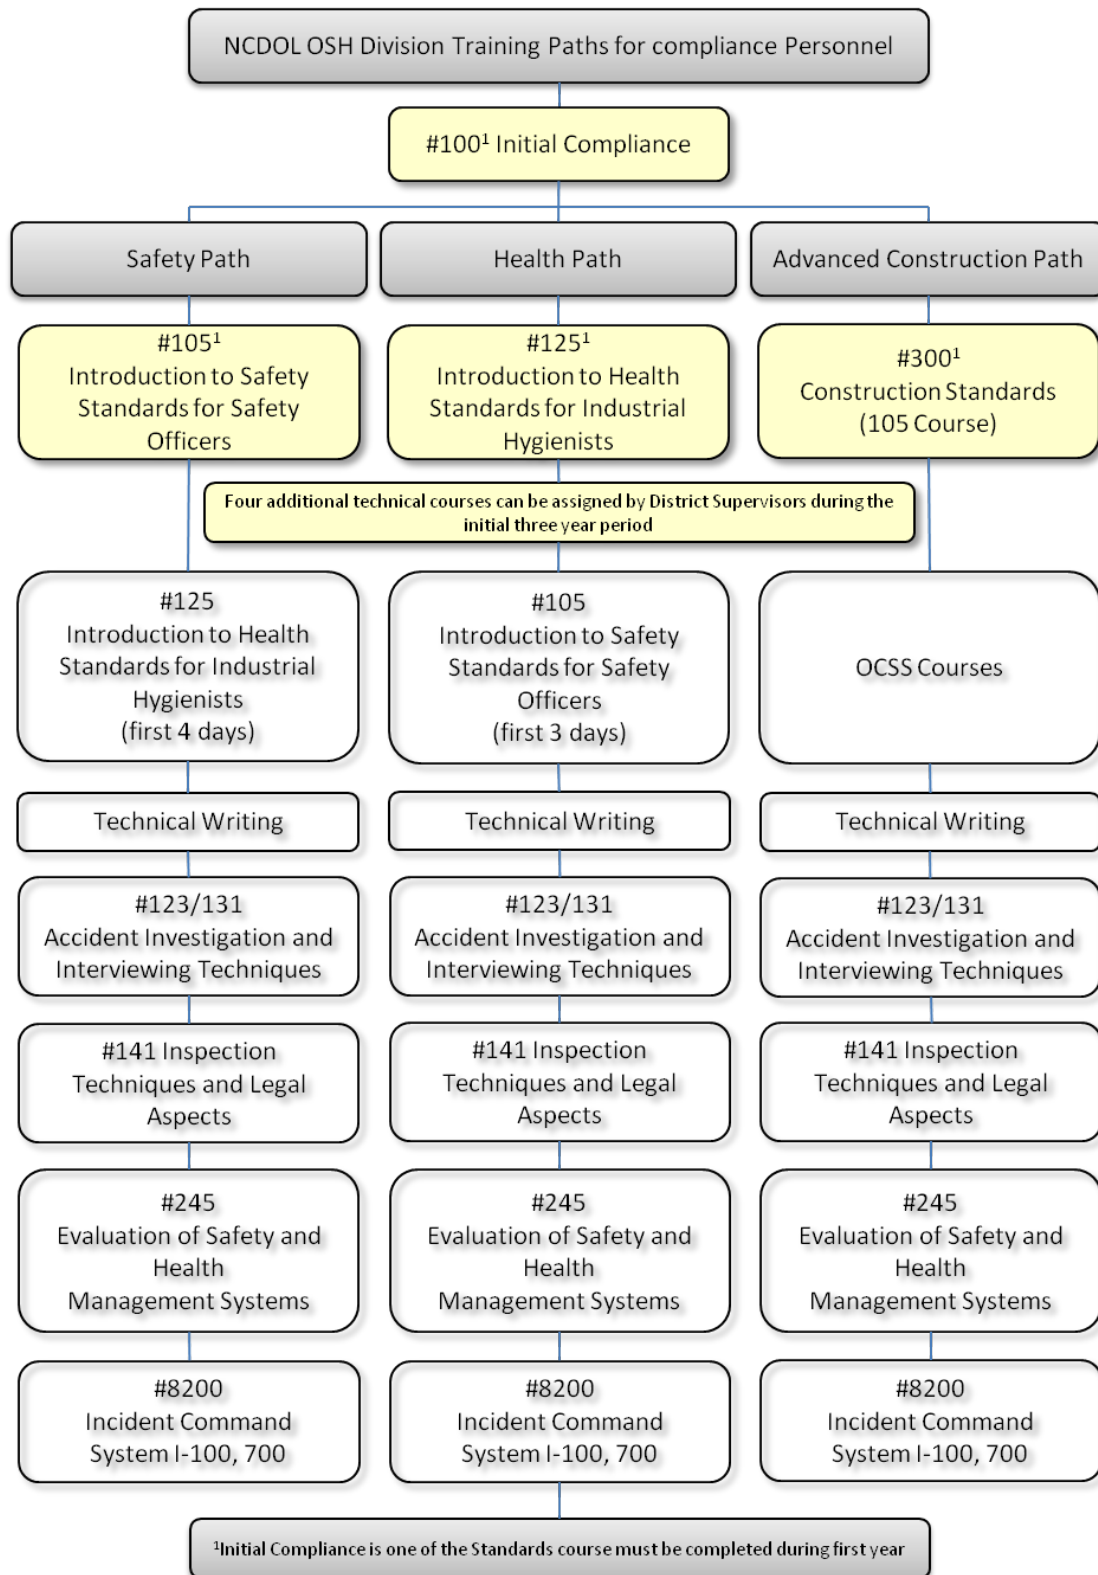 NCDOL OSH Division Training Paths for compliance Personnel
#100¹ Initial Compliance
Safety Path
Health Path
Advanced Construction Path
#105¹
Introduction to Safety
Standards for Safety
Officers
#125¹
Introduction to Health
Standards for Industrial
Hygienists
#300¹
Construction Standards
(105 Course)
Four additional technical courses can be assigned by District Supervisors during the
initial three year period
#125
Introduction to Health
Standards for Industrial
Hygienists
(first 4 days)
#105
Introduction to Safety
Standards for Safety
Officers
(first 3 days)
OCSS Courses
Technical Writing
Technical Writing
Technical Writing
#123/131
Accident Investigation and
Interviewing Techniques
#123/131
Accident Investigation and
Interviewing Techniques
#123/131
Accident Investigation and
Interviewing Techniques
#141 Inspection
Techniques and Legal
Aspects
#141 Inspection
Techniques and Legal
Aspects
#141 Inspection
Techniques and Legal
Aspects
#245
Evaluation of Safety and
Health
Management Systems
#245
Evaluation of Safety and
Health
Management Systems
#245
Evaluation of Safety and
Health
Management Systems
#8200
Incident Command
System I-100, 700
#8200
Incident Command
System I-100, 700
#8200
Incident Command
System I-100, 700
¹Initial Compliance is one of the Standards course must be completed during first year